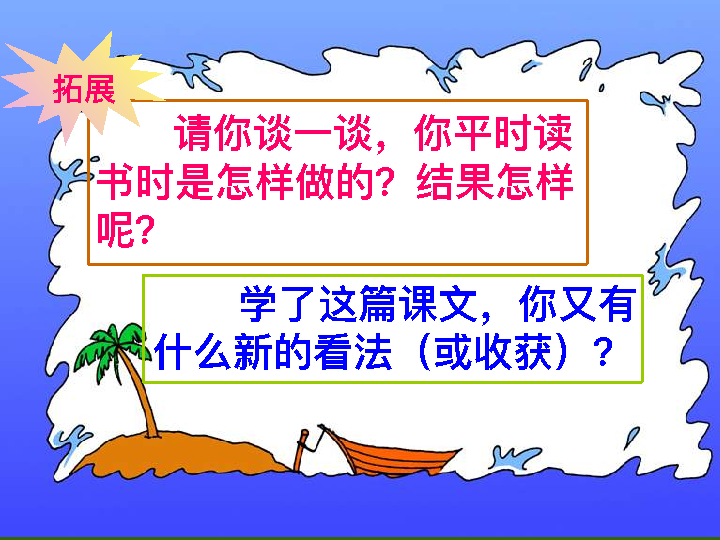 拓展
请你谈一谈，你平时读
书时是怎样做的？结果怎样
呢？
学了这篇课文，你又有
什么新的看法（或收获）？